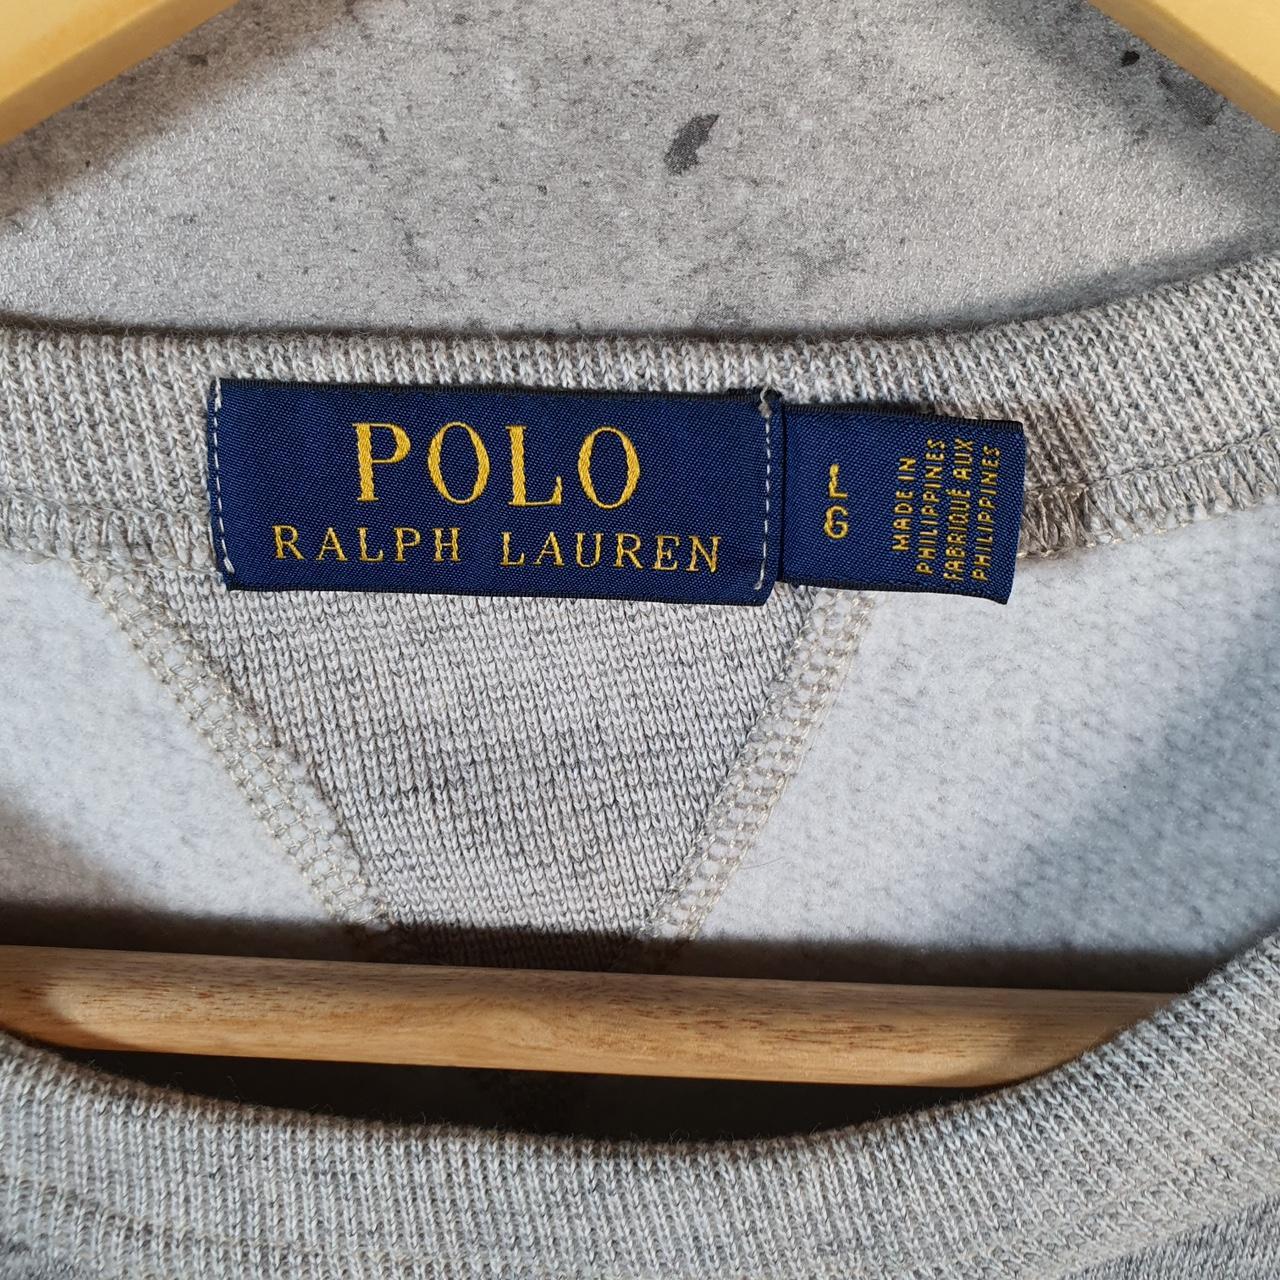 POLO
RALPH LAUREN
L
G
MADE IN
PHILIPPINES
FABRIQUÉ AUX
PHILIPPINES